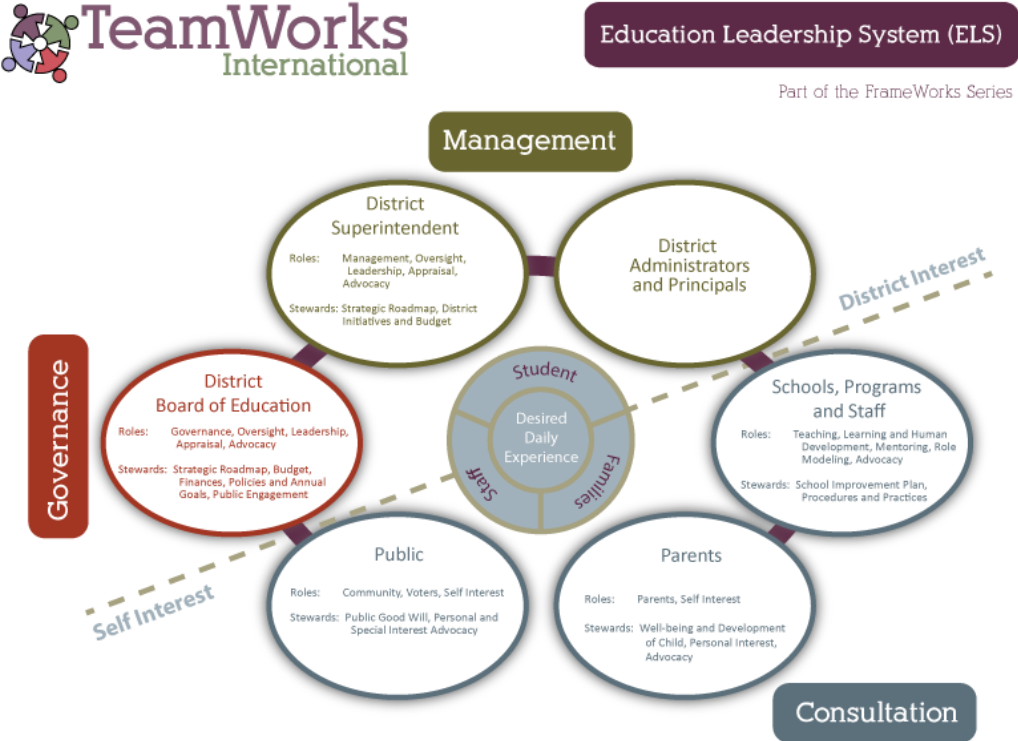 TeamWorks
International
Education Leadership System (ELS)
Part of the FrameWorks Series
Management
District
Superintendent
Roles: Management, Oversight,
Leadership, Appraisal,
Advocacy
Stewards: Strategic Roadmap, District
Initiatives and Budget
District
Administrators
and Principals
District Interest
Governance
District
Board of Education
Roles: Governance, Oversight, Leadership,
Appraisal, Advocacy
Stewards: Strategic Roadmap, Budget,
Finances, Policies and Annual
Goals, Public Engagement
Student
Desired
Daily
Experience
Staff
Families
Schools, Programs
and Staff
Roles: Teaching, Learning and Human
Development, Mentoring, Role
Modeling, Advocacy
Stewards: School Improvement Plan,
Procedures and Practices
Self Interest
Public
Roles: Community, Voters, Self Interest
Stewards: Public Good Will, Personal and
Special Interest Advocacy
Parents
Roles: Parents, Self Interest
Stewards: Well-being and Development
of Child, Personal Interest,
Advocacy
Consultation